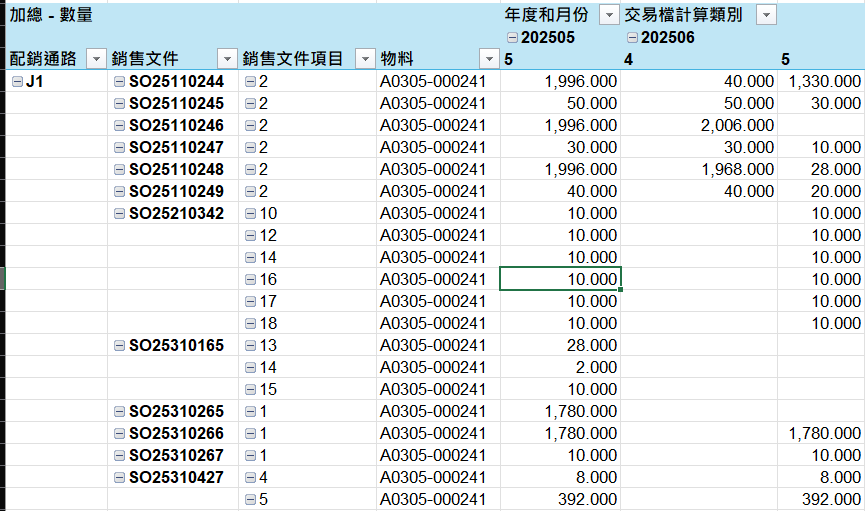 加總 - 數量 年度和月份 交易檔計算類別
202505 202506
配銷通路 銷售文件 銷售文件項目 物料 5 4 5
J1 SO25110244 2 A0305-000241 1,996.000 40.000 1,330.000
SO25110245 2 A0305-000241 50.000 50.000 30.000
SO25110246 2 A0305-000241 1,996.000 2,006.000
SO25110247 2 A0305-000241 30.000 30.000 10.000
SO25110248 2 A0305-000241 1,996.000 1,968.000 28.000
SO25110249 2 A0305-000241 40.000 40.000 20.000
SO25210342 10 A0305-000241 10.000 10.000
12 A0305-000241 10.000 10.000
14 A0305-000241 10.000 10.000
16 A0305-000241 10.000 10.000
17 A0305-000241 10.000 10.000
18 A0305-000241 10.000 10.000
SO25310165 13 A0305-000241 28.000
14 A0305-000241 2.000
15 A0305-000241 10.000
SO25310265 1 A0305-000241 1,780.000
SO25310266 1 A0305-000241 1,780.000 1,780.000
SO25310267 1 A0305-000241 10.000 10.000
SO25310427 4 A0305-000241 8.000 8.000
5 A0305-000241 392.000 392.000